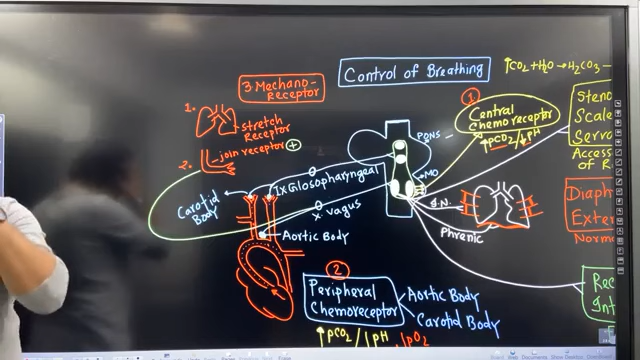 Control of Breathing
↑CO2 + H2O → H2CO3 —
3 Mechano-
Receptor
1.
stretch
Receptor
2.
join receptor +
1
Central
Chemoreceptor
↑PCO2/↓PH
PONS
MO
IX Glosopharyngeal
X vagus
Carotid
Body
Aortic Body
Phrenic
2
Peripheral
Chemoreceptor
Aortic Body
Carotid Body
↑PCO2/↓PH ↓PO2
Steno
Scale
Serra
Access
of R
Diaph
Exter
Norm
Rec
Int